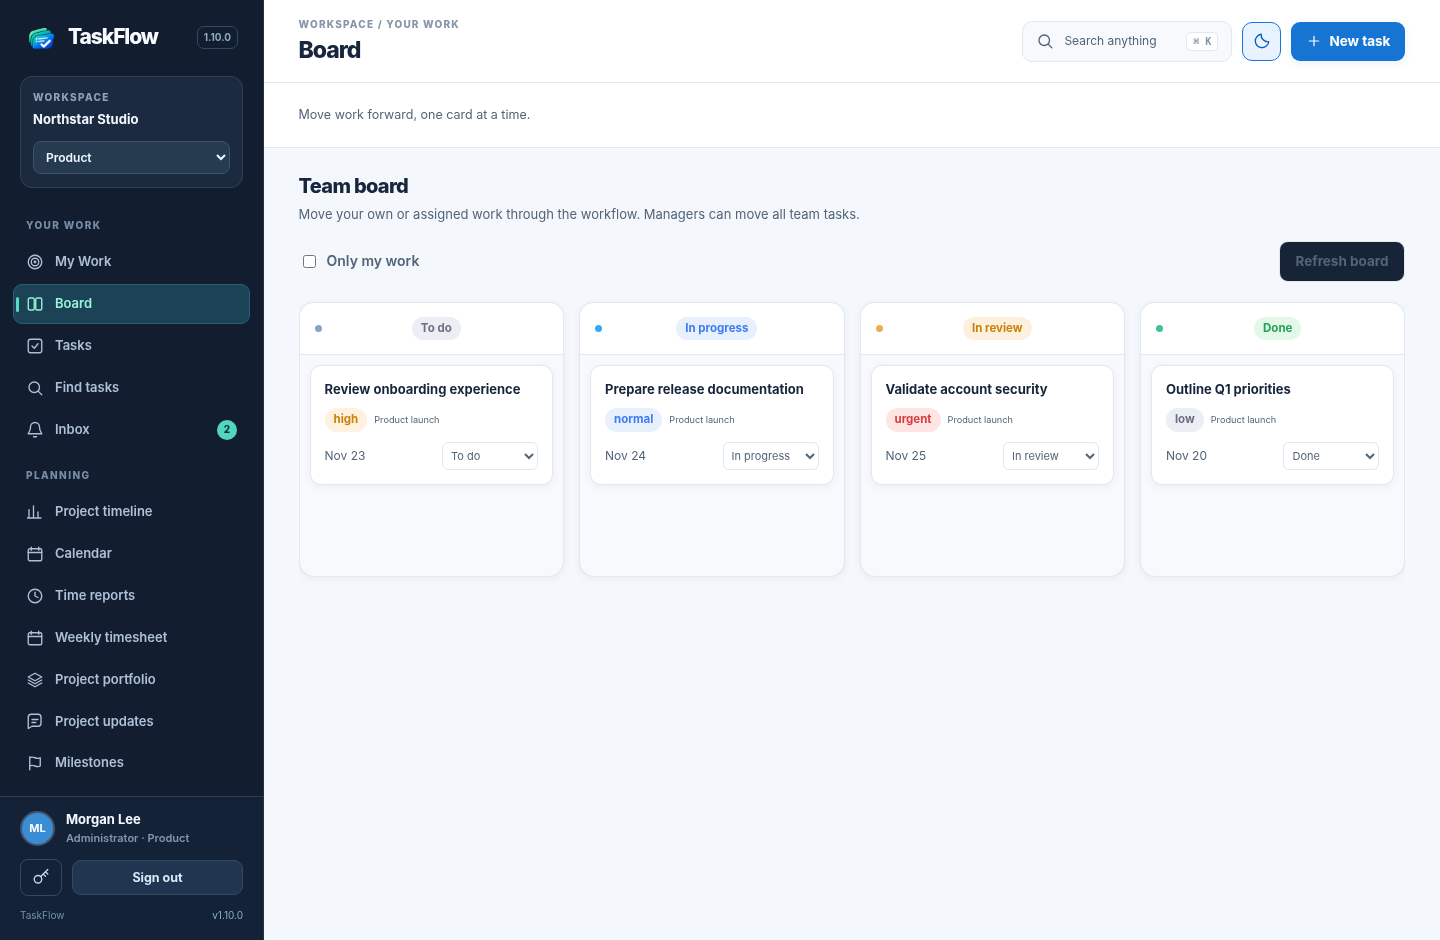 TaskFlow
1.10.0
WORKSPACE
Northstar Studio
Product
YOUR WORK
My Work
Board
Tasks
Find tasks
Inbox
2
PLANNING
Project timeline
Calendar
Time reports
Weekly timesheet
Project portfolio
Project updates
Milestones
ML
Morgan Lee
Administrator · Product
Sign out
TaskFlow
v1.10.0
WORKSPACE / YOUR WORK
Board
Search anything
⌘ K
New task
Move work forward, one card at a time.
Team board
Move your own or assigned work through the workflow. Managers can move all team tasks.
Only my work
Refresh board
To do
Review onboarding experience
high Product launch
Nov 23 To do
In progress
Prepare release documentation
normal Product launch
Nov 24 In progress
In review
Validate account security
urgent Product launch
Nov 25 In review
Done
Outline Q1 priorities
low Product launch
Nov 20 Done